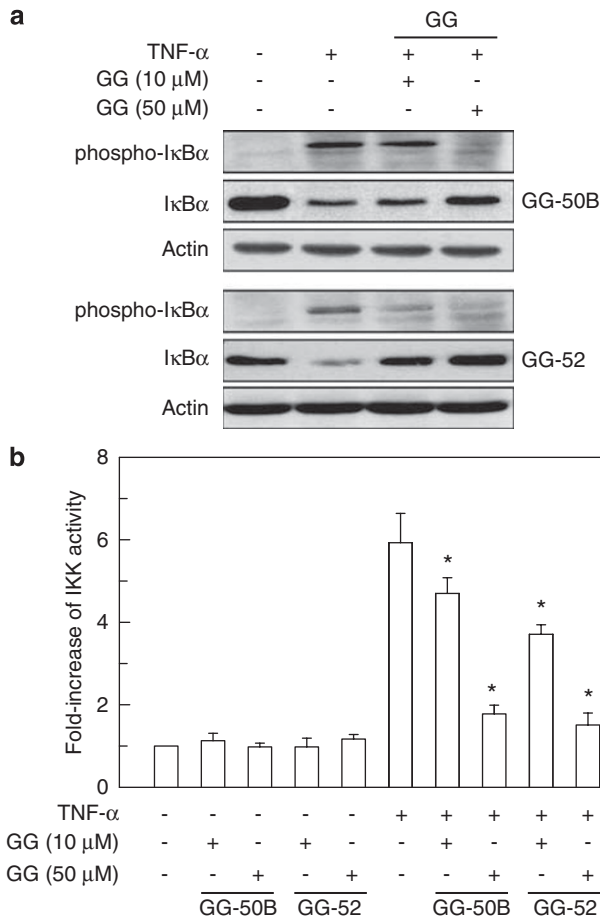 a
GG
TNF-α - + + +
GG (10 μM) - - + -
GG (50 μM) - - - +
phospho-IκBα
IκBα GG-50B
Actin
phospho-IκBα
IκBα GG-52
Actin
b
Fold-increase of IKK activity
8
6
4
2
0
* * * *
TNF-α - - - - - + + + + +
GG (10 μM) - + - + - - + - + -
GG (50 μM) - - + - + - - + - +
GG-50B GG-52 GG-50B GG-52